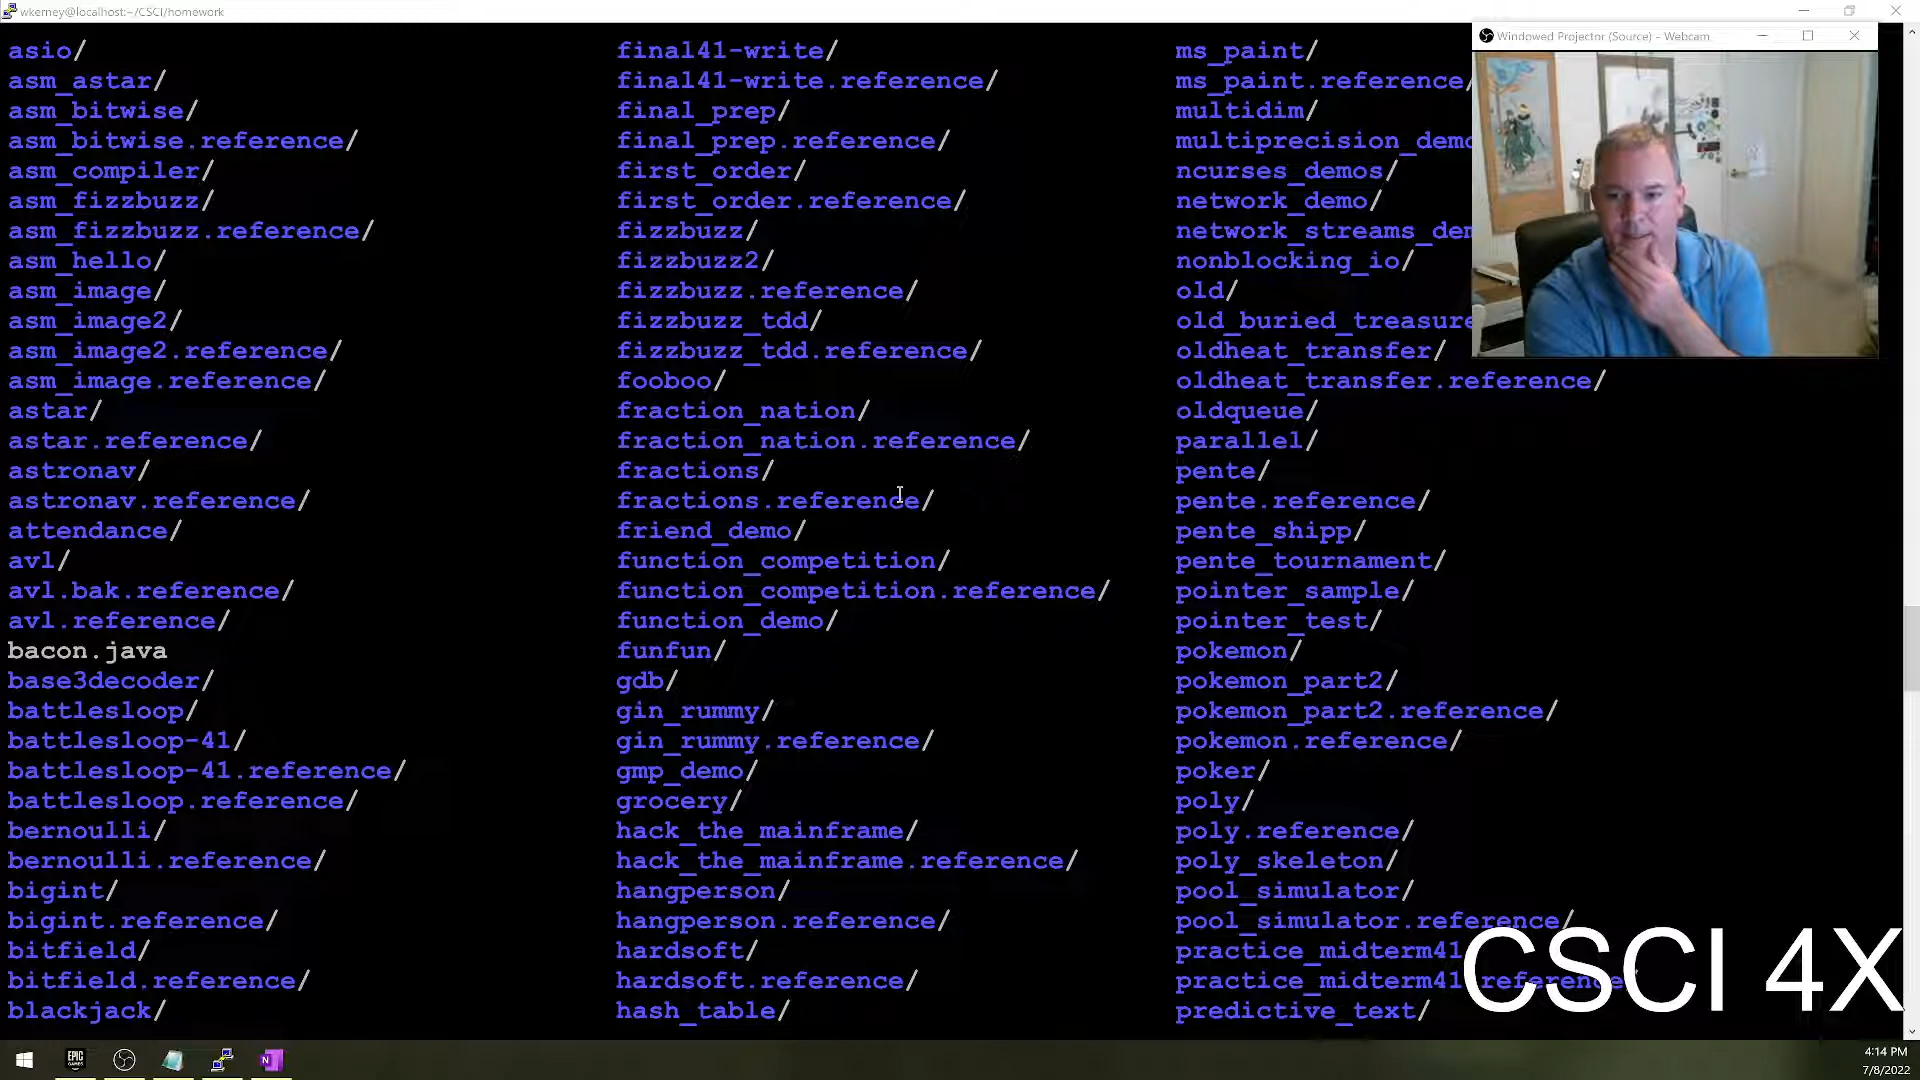 wkerney@localhost:~/CSCI/homework
Windowed Projector (Source) - Webcam
asio/
asm_astar/
asm_bitwise/
asm_bitwise.reference/
asm_compiler/
asm_fizzbuzz/
asm_fizzbuzz.reference/
asm_hello/
asm_image/
asm_image2/
asm_image2.reference/
asm_image.reference/
astar/
astar.reference/
astronav/
astronav.reference/
attendance/
avl/
avl.bak.reference/
avl.reference/
bacon.java
base3decoder/
battlesloop/
battlesloop-41/
battlesloop-41.reference/
battlesloop.reference/
bernoulli/
bernoulli.reference/
bigint/
bigint.reference/
bitfield/
bitfield.reference/
blackjack/
final41-write/
final41-write.reference/
final_prep/
final_prep.reference/
first_order/
first_order.reference/
fizzbuzz/
fizzbuzz2/
fizzbuzz.reference/
fizzbuzz_tdd/
fizzbuzz_tdd.reference/
fooboo/
fraction_nation/
fraction_nation.reference/
fractions/
fractions.reference/
friend_demo/
function_competition/
function_competition.reference/
function_demo/
funfun/
gdb/
gin_rummy/
gin_rummy.reference/
gmp_demo/
grocery/
hack_the_mainframe/
hack_the_mainframe.reference/
hangperson/
hangperson.reference/
hardsoft/
hardsoft.reference/
hash_table/
ms_paint/
ms_paint.reference/
multidim/
multiprecision_demo
ncurses_demos/
network_demo/
network_streams_dem
nonblocking_io/
old/
old_buried_treasure
oldheat_transfer/
oldheat_transfer.reference/
oldqueue/
parallel/
pente/
pente.reference/
pente_shipp/
pente_tournament/
pointer_sample/
pointer_test/
pokemon/
pokemon_part2/
pokemon_part2.reference/
pokemon.reference/
poker/
poly/
poly.reference/
poly_skeleton/
pool_simulator/
pool_simulator.reference/
practice_midterm41
practice_midterm41.reference/
predictive_text/
CSCI 4X
EPIC
GAMES
N
4:14 PM
7/8/2022